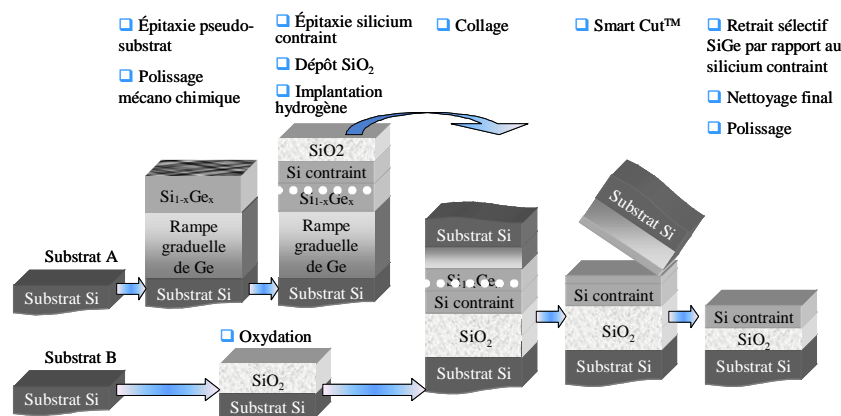 ❑ Épitaxie pseudo-
substrat
❑ Polissage
mécano chimique
❑ Épitaxie silicium
contraint
❑ Dépôt SiO₂
❑ Implantation
hydrogène
❑ Collage
❑ Smart Cut™
❑ Retrait sélectif
SiGe par rapport au
silicium contraint
❑ Nettoyage final
❑ Polissage
Substrat A
Substrat Si
Si₁₋ₓGeₓ
Rampe
graduelle
de Ge
Substrat Si
SiO2
Si contraint
Si₁₋ₓGeₓ
Rampe
graduelle
de Ge
Substrat Si
Substrat B
Substrat Si
❑ Oxydation
SiO₂
Substrat Si
Substrat Si
Si contraint
SiO₂
Substrat Si
Substrat Si
Si contraint
SiO₂
Substrat Si
Si contraint
SiO₂
Substrat Si